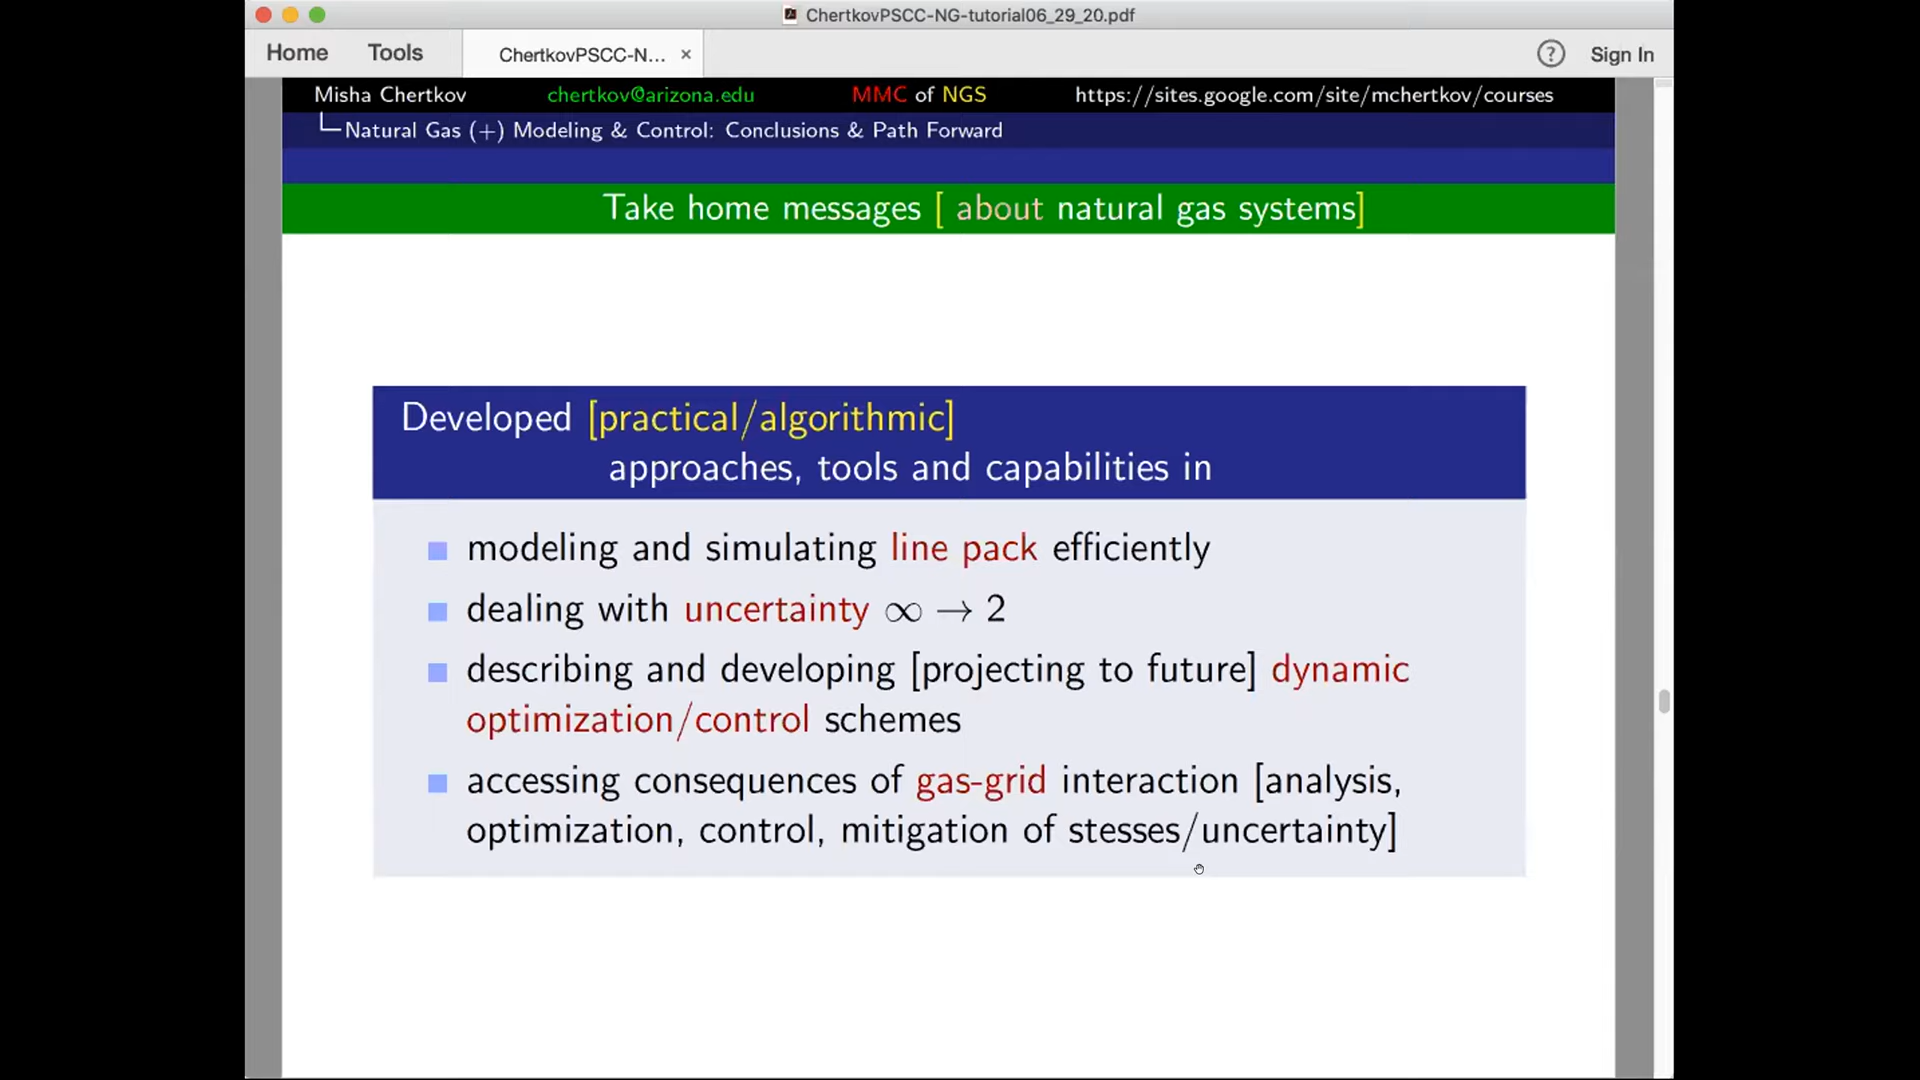 ChertkovPSCC-NG-tutorial06_29_20.pdf
Home Tools ChertkovPSCC-N... × ? Sign In
Misha Chertkov chertkov@arizona.edu MMC of NGS https://sites.google.com/site/mchertkov/courses
Natural Gas (+) Modeling & Control: Conclusions & Path Forward
Take home messages [ about natural gas systems]
Developed [practical/algorithmic]
approaches, tools and capabilities in
modeling and simulating line pack efficiently
dealing with uncertainty ∞ → 2
describing and developing [projecting to future] dynamic
optimization/control schemes
accessing consequences of gas-grid interaction [analysis,
optimization, control, mitigation of stesses/uncertainty]